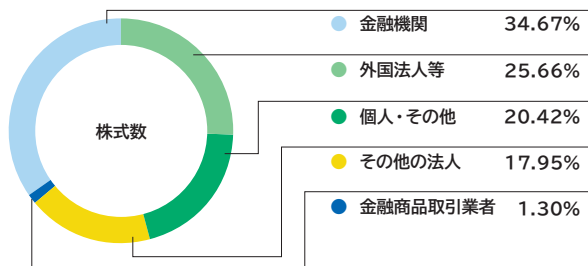 金融機関 34.67%
外国法人等 25.66%
個人・その他 20.42%
その他の法人 17.95%
金融商品取引業者 1.30%
株式数